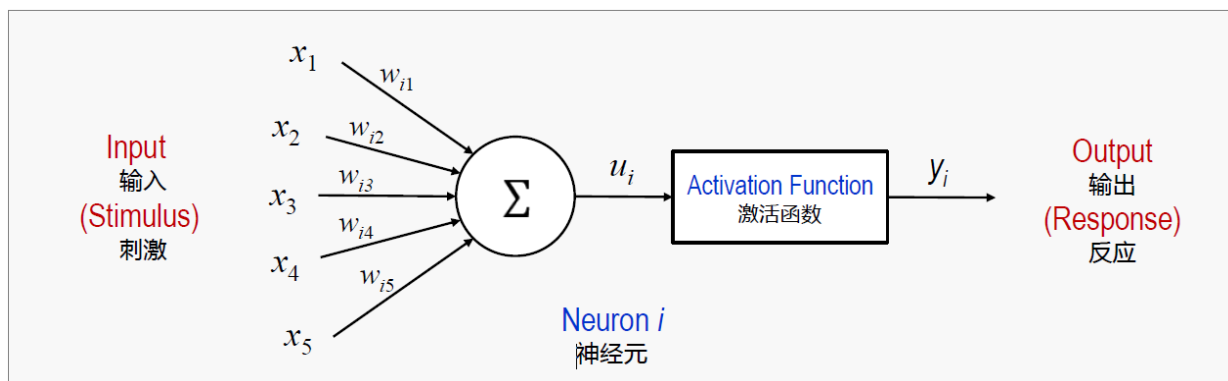 Input
输入
(Stimulus)
刺激
x1
x2
x3
x4
x5
wi1
wi2
wi3
wi4
wi5
Σ
ui
Activation Function
激活函数
yi
Neuron i
神经元
Output
输出
(Response)
反应